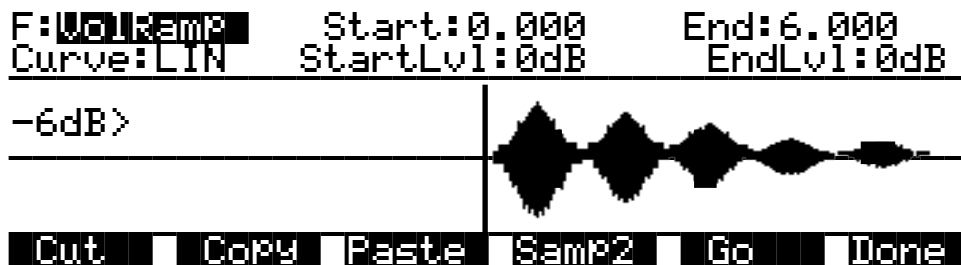 F:VolRamp Start:0.000 End:6.000
Curve:LIN StartLvl:0dB EndLvl:0dB
-6dB>
Cut Copy Paste Samp2 Go Done